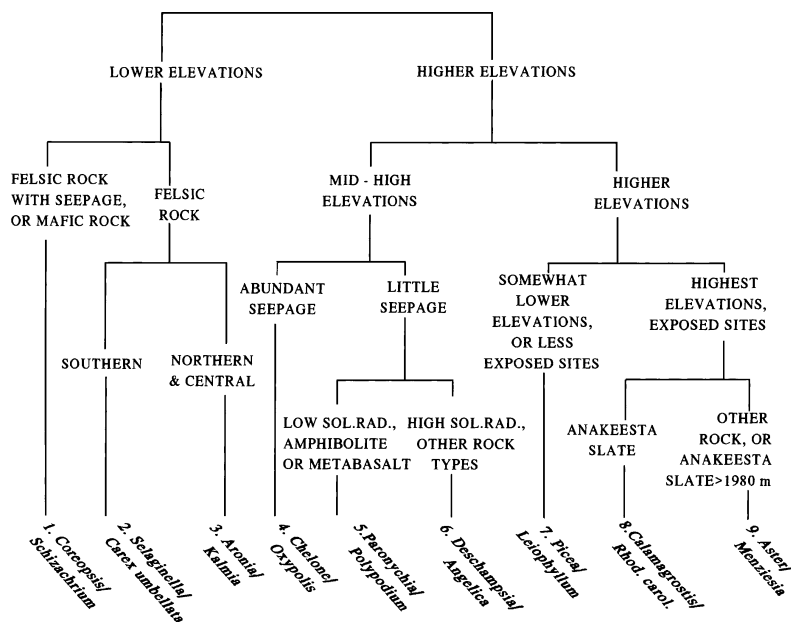 LOWER ELEVATIONS
HIGHER ELEVATIONS
FELSIC ROCK
WITH SEEPAGE,
OR MAFIC ROCK
FELSIC
ROCK
MID - HIGH
ELEVATIONS
HIGHER
ELEVATIONS
ABUNDANT
SEEPAGE
LITTLE
SEEPAGE
SOMEWHAT
LOWER
ELEVATIONS,
OR LESS
EXPOSED SITES
HIGHEST
ELEVATIONS,
EXPOSED SITES
SOUTHERN
NORTHERN
& CENTRAL
LOW SOL.RAD.,
AMPHIBOLITE
OR METABASALT
HIGH SOL.RAD.,
OTHER ROCK
TYPES
ANAKEESTA
SLATE
OTHER
ROCK, OR
ANAKEESTA
SLATE>1980 m
1. Coreopsis/
Schizachrium
2. Selaginella/
Carex umbellata
3. Aronia/
Kalmia
4. Chelone/
Oxypolis
5.Paronychia/
Polypodium
6. Deschampsia/
Angelica
7. Picea/
Leiophyllum
8.Calamagrostis/
Rhod. carol.
9. Aster/
Menziesia